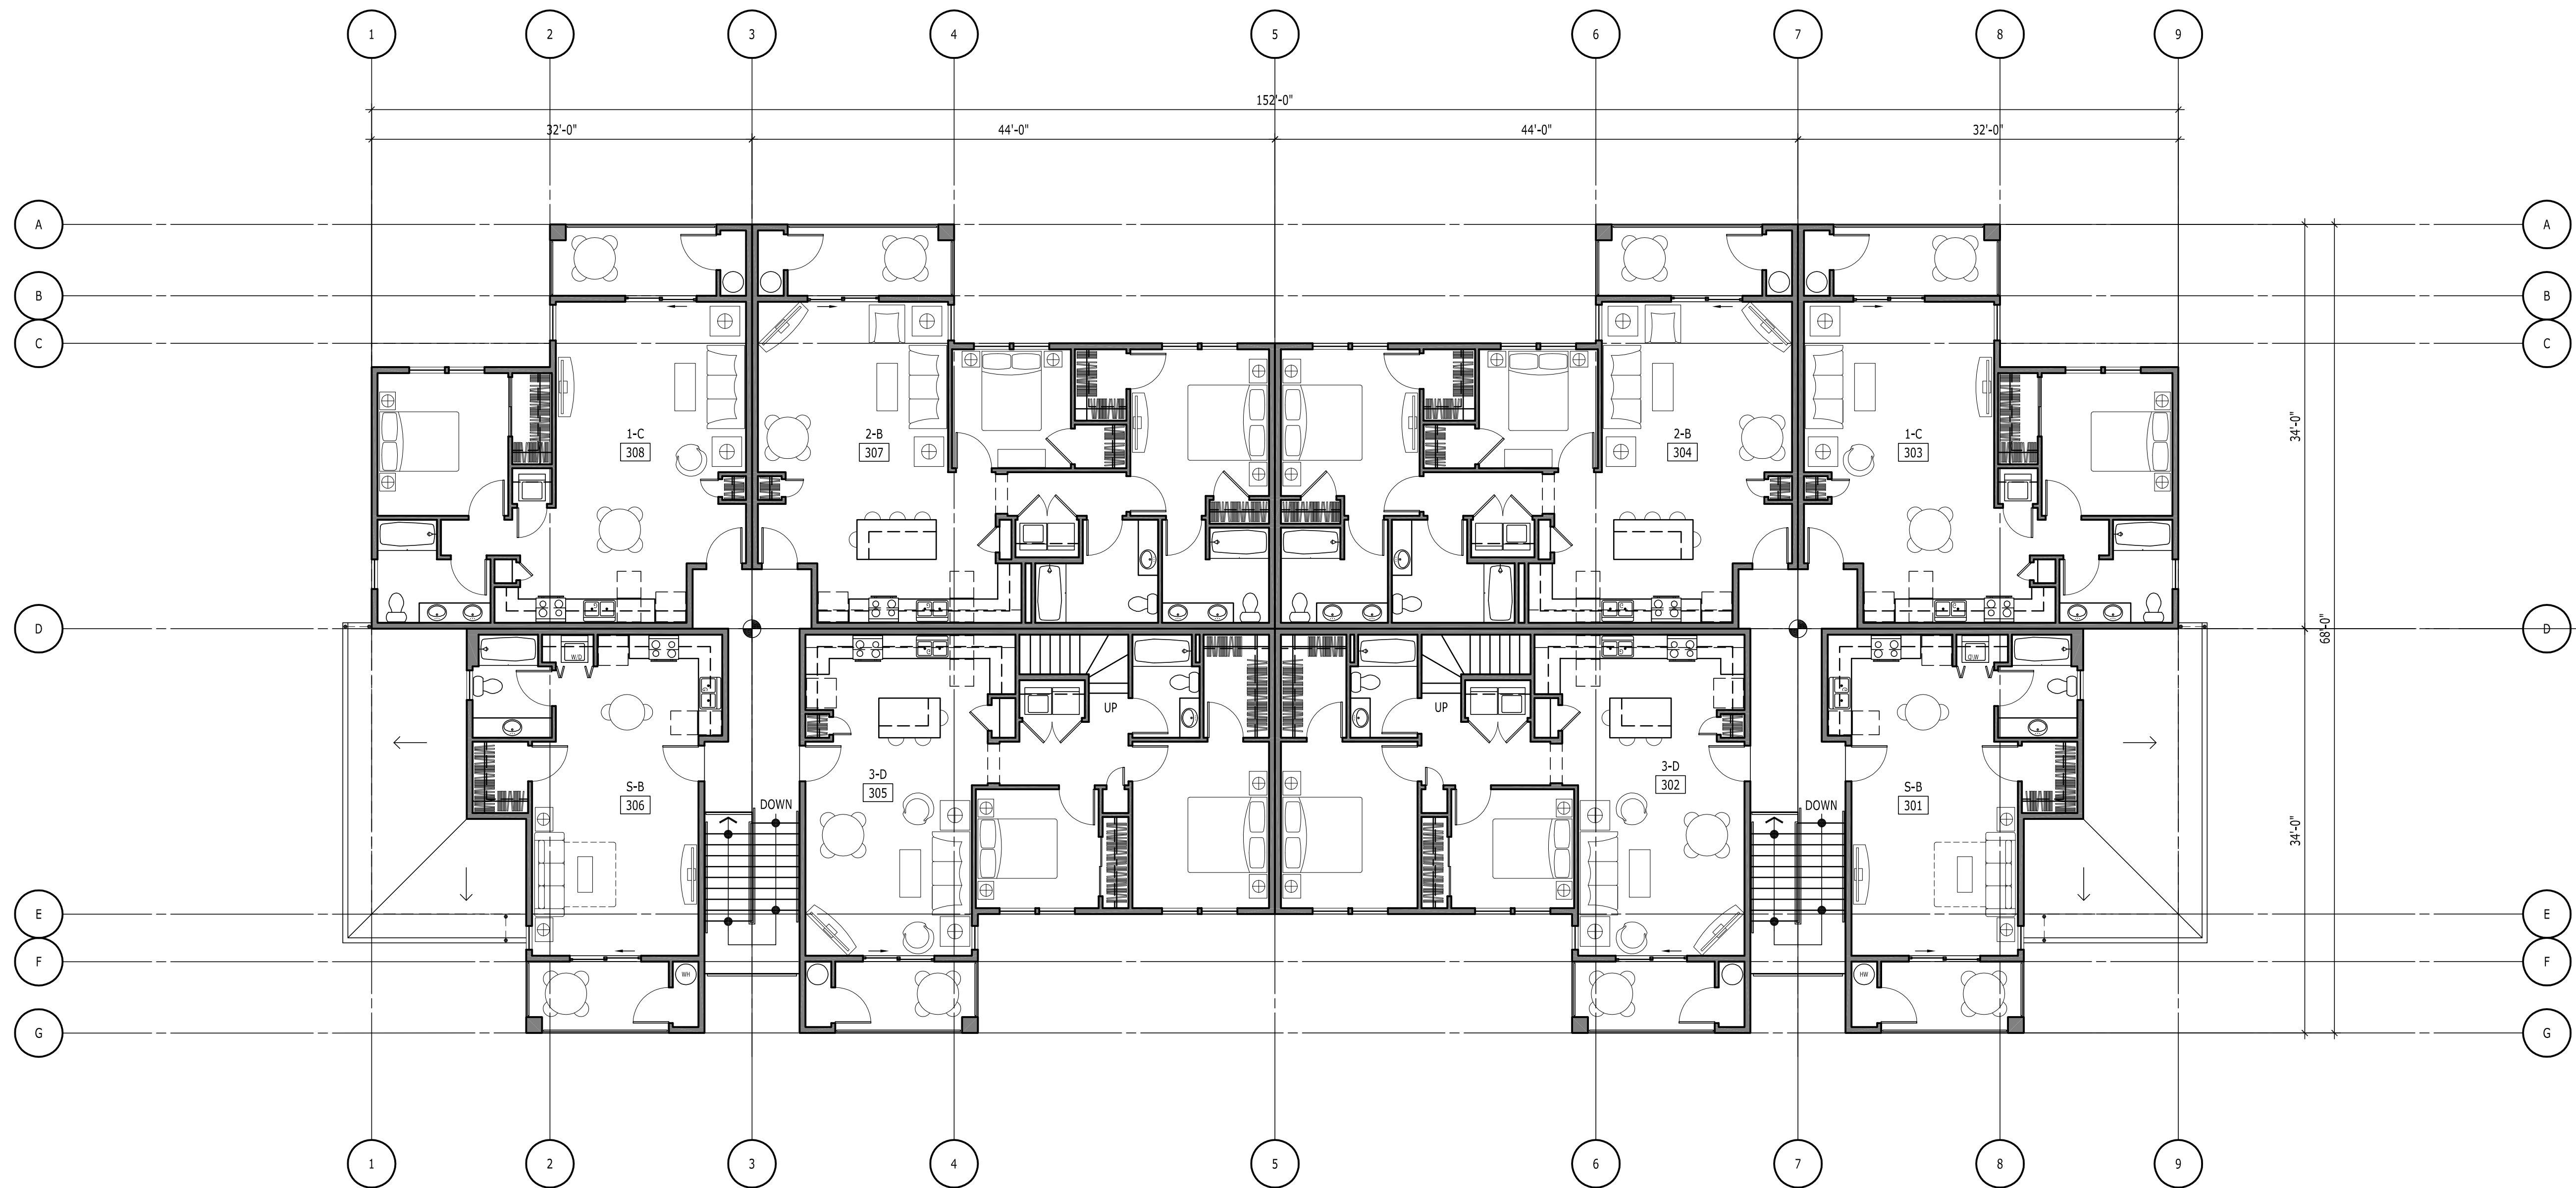 1 2 3 4 5 6 7 8 9
152'-0"
32'-0" 44'-0" 44'-0" 32'-0"
A A
B B
C C
1-C 2-B 2-B 1-C
308 307 304 303
34'-0"
D D
68'-0"
W/D W/D
UP UP
3-D 3-D
305 302
S-B S-B
306 301
DOWN DOWN
34'-0"
E E
F F
WH HW
G G
1 2 3 4 5 6 7 8 9